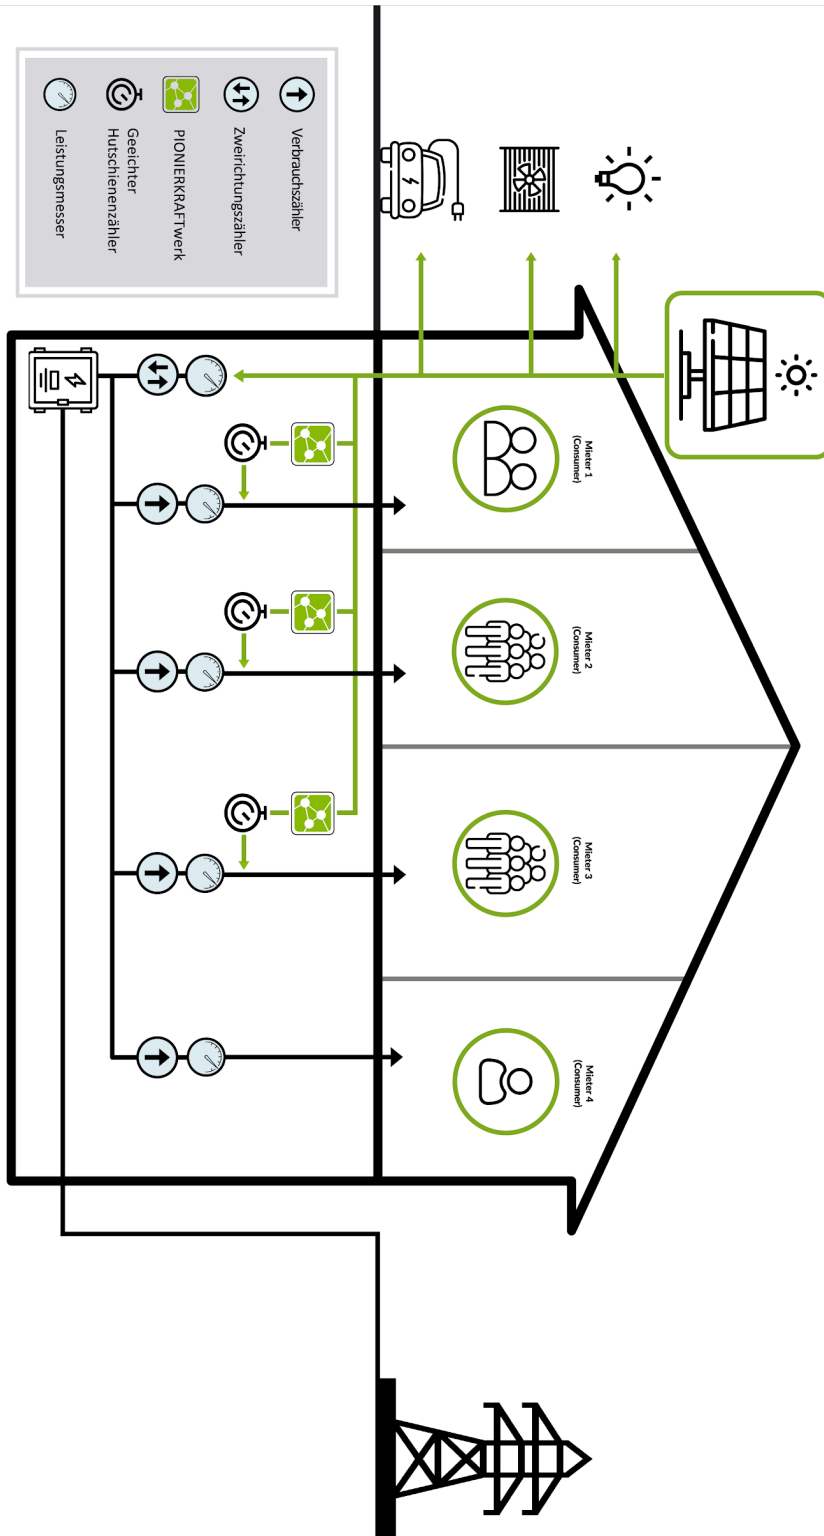 Mieter 1
(Consumer)
Mieter 2
(Consumer)
Mieter 3
(Consumer)
Mieter 4
(Consumer)
Verbrauchszähler
Zweirichtungszähler
PIONIERKRAFTwerk
Geeichter
Hutschienenzähler
Leistungsmesser